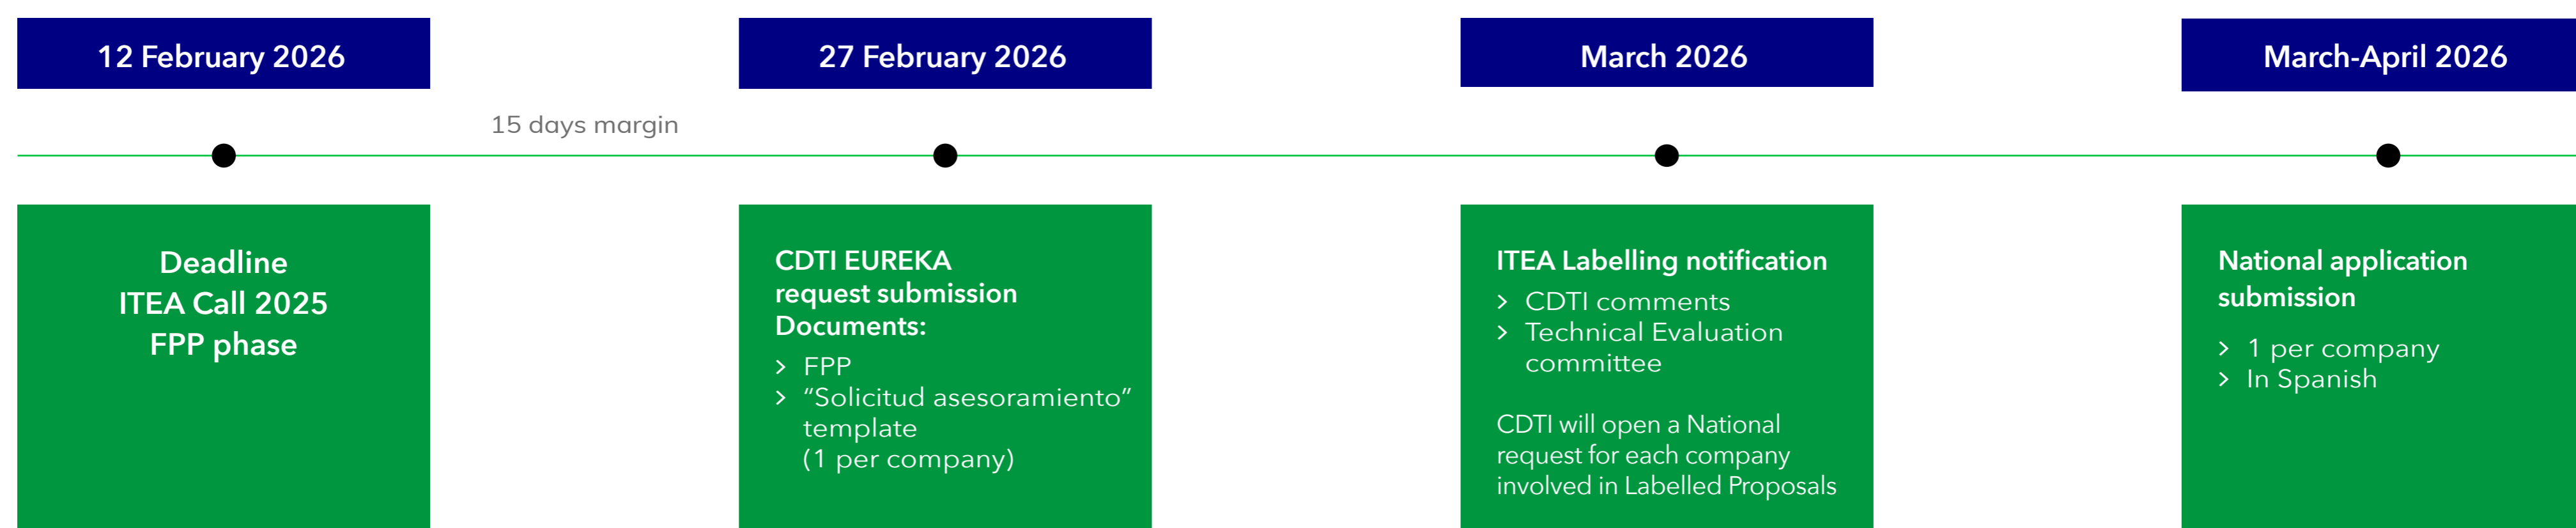 12 February 2026
27 February 2026
March 2026
March-April 2026
15 days margin
Deadline
ITEA Call 2025
FPP phase
CDTI EUREKA
request submission
Documents:
> FPP
> “Solicitud asesoramiento”
template
(1 per company)
ITEA Labelling notification
> CDTI comments
> Technical Evaluation
committee
CDTI will open a National
request for each company
involved in Labelled Proposals
National application
submission
> 1 per company
> In Spanish